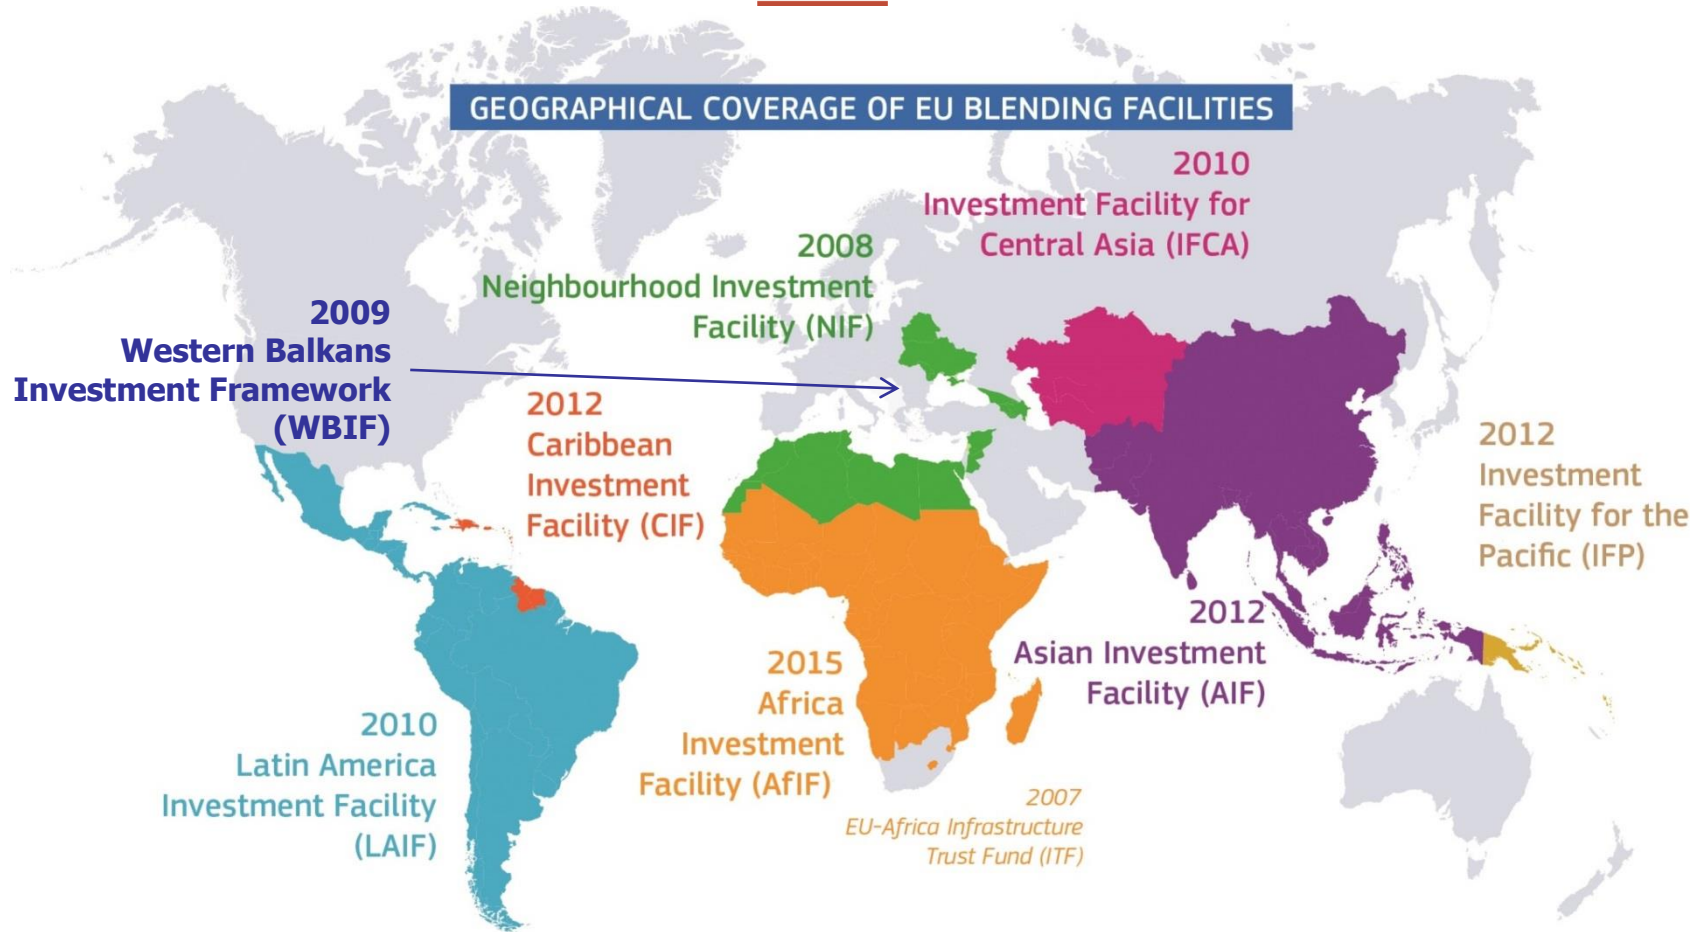 GEOGRAPHICAL COVERAGE OF EU BLENDING FACILITIES
2010
Investment Facility for
Central Asia (IFCA)
2008
Neighbourhood Investment
Facility (NIF)
2009
Western Balkans
Investment Framework
(WBIF)
2012
Caribbean
Investment
Facility (CIF)
2012
Investment
Facility for the
Pacific (IFP)
2012
Asian Investment
Facility (AIF)
2015
Africa
Investment
Facility (AfIF)
2010
Latin America
Investment Facility
(LAIF)
2007
EU-Africa Infrastructure
Trust Fund (ITF)